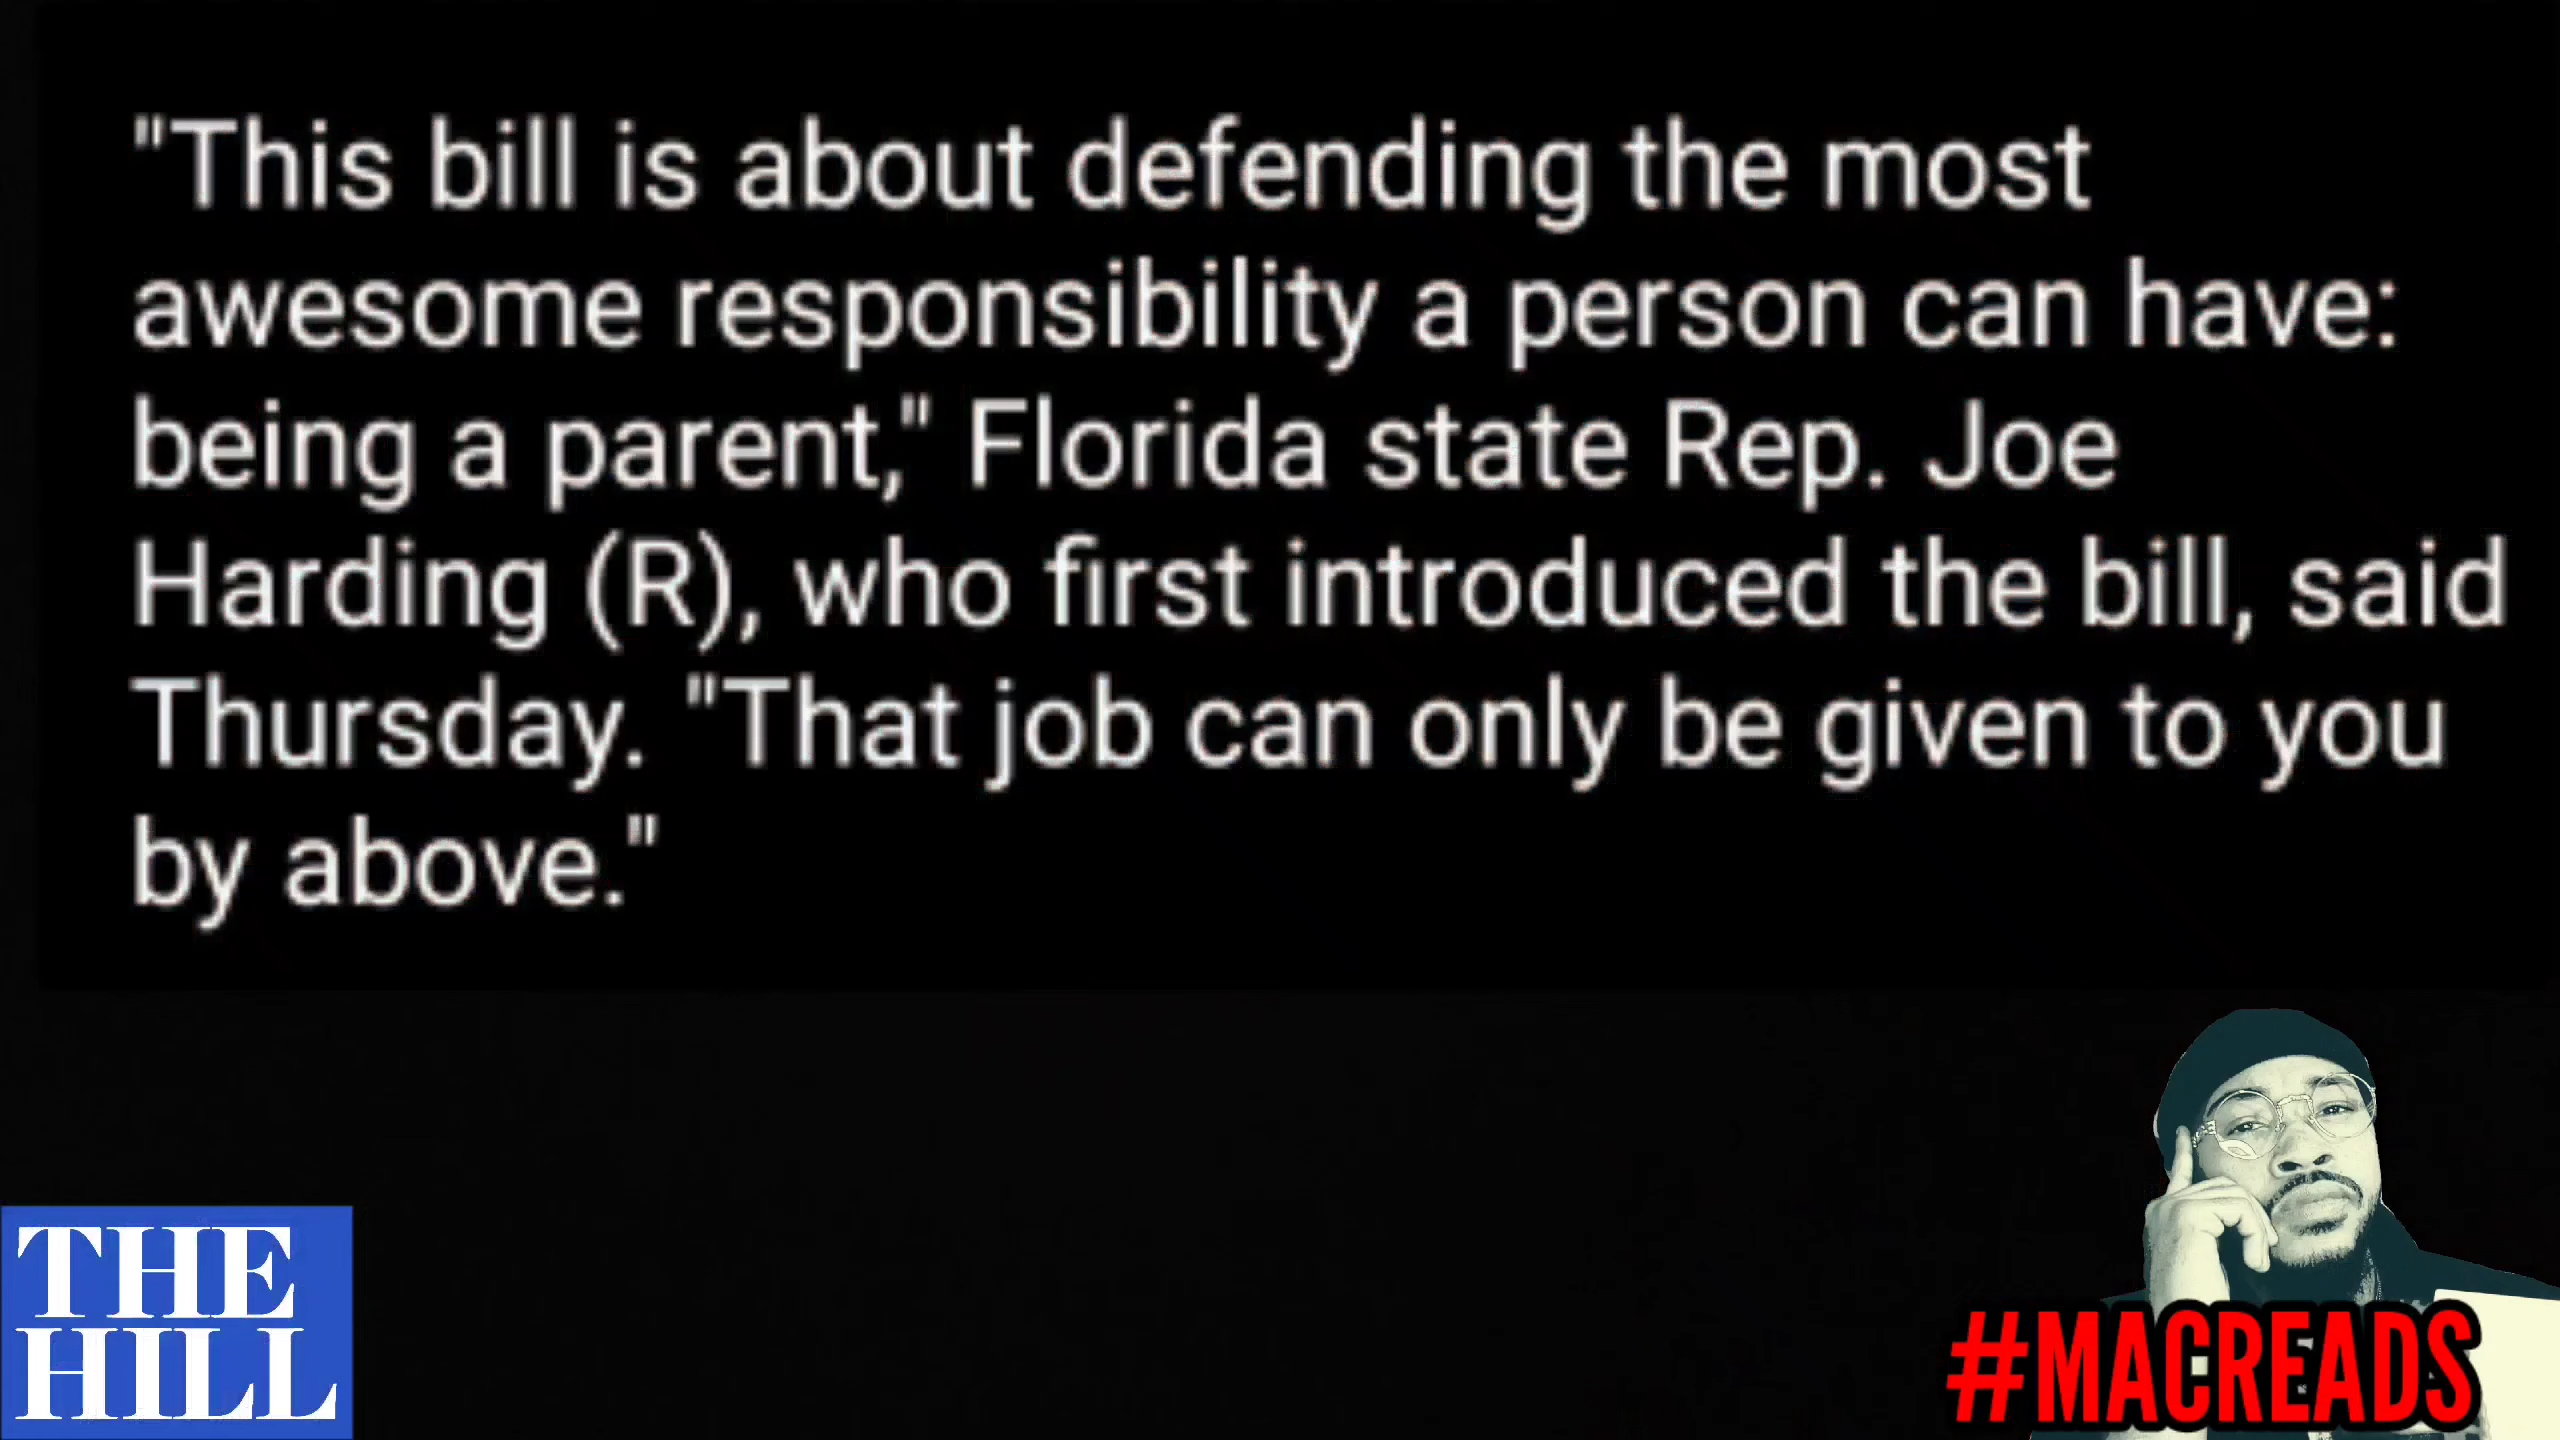 "This bill is about defending the most
awesome responsibility a person can have:
being a parent," Florida state Rep. Joe
Harding (R), who first introduced the bill, said
Thursday. "That job can only be given to you
by above."
THE
HILL
#MACREADS